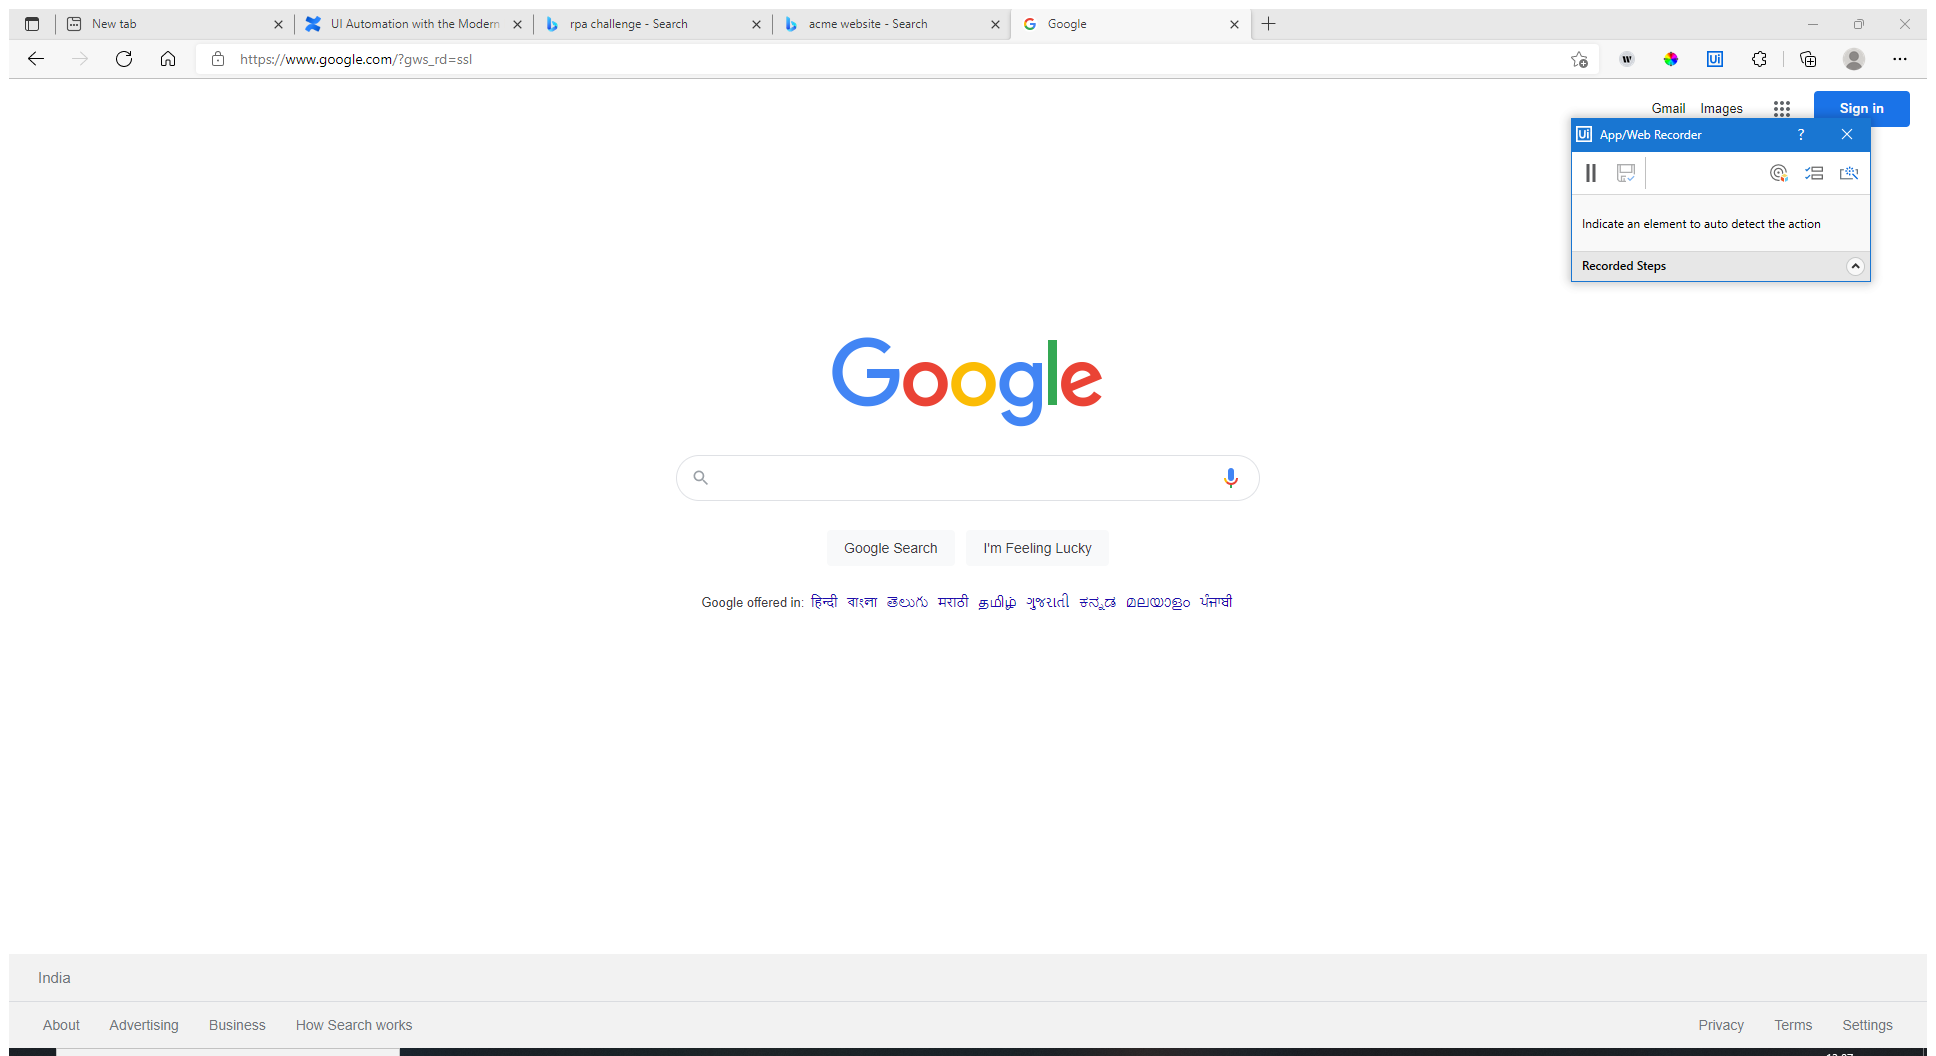 New tab
UI Automation with the Modern
rpa challenge - Search
acme website - Search
Google
https://www.google.com/?gws_rd=ssl
W
Ui
Gmail Images Sign in
Ui App/Web Recorder ?
Indicate an element to auto detect the action
Recorded Steps
Google
Google Search I'm Feeling Lucky
Google offered in: हिन्दी বাংলা తెలుగు मराठी தமிழ் ગુજરાતી ಕನ್ನಡ മലയാളം ਪੰਜਾਬੀ
India
About Advertising Business How Search works
Privacy Terms Settings